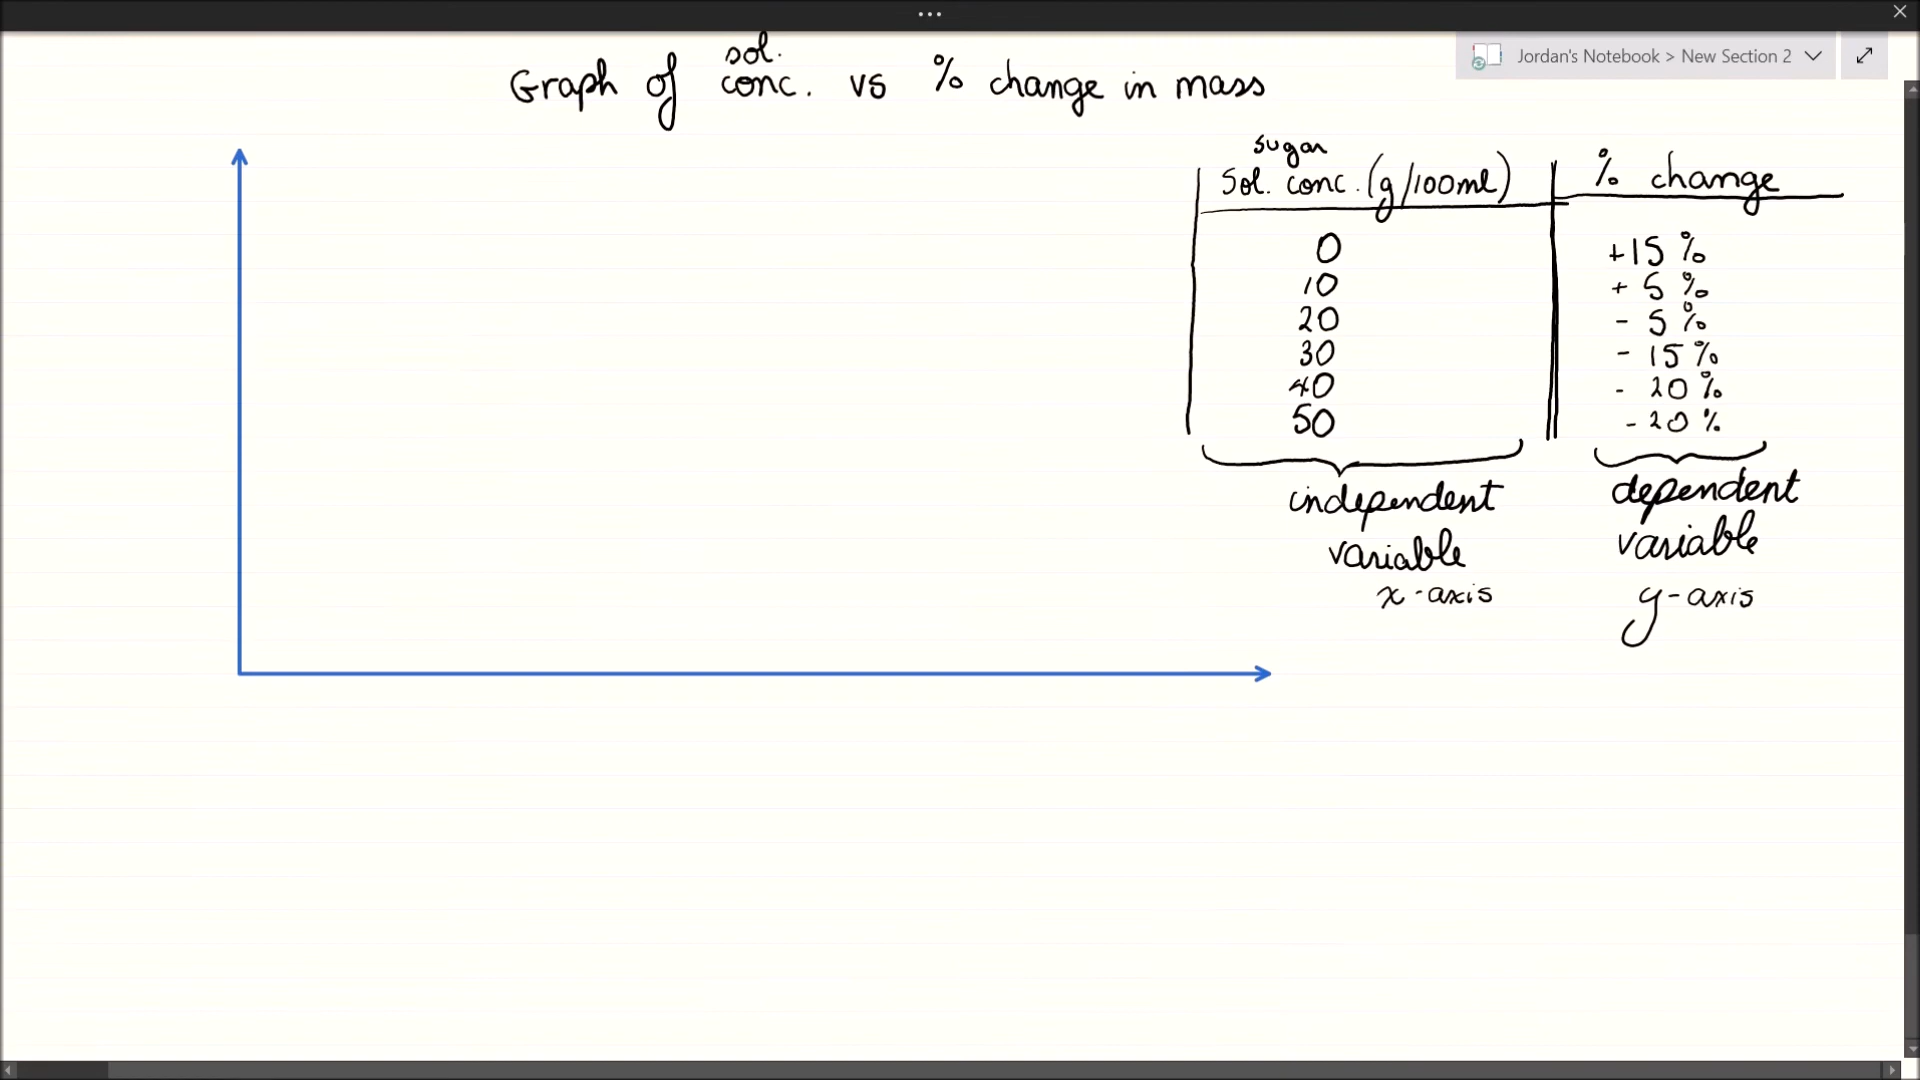 ...
Jordan's Notebook > New Section 2
sol.
Graph of conc. vs % change in mass
sugar
Sol. conc. (g/100ml) % change
0 +15 %
10 + 5 %
20 - 5 %
30 - 15 %
40 - 20 %
50 - 20 %
independent dependent
variable variable
x-axis y-axis